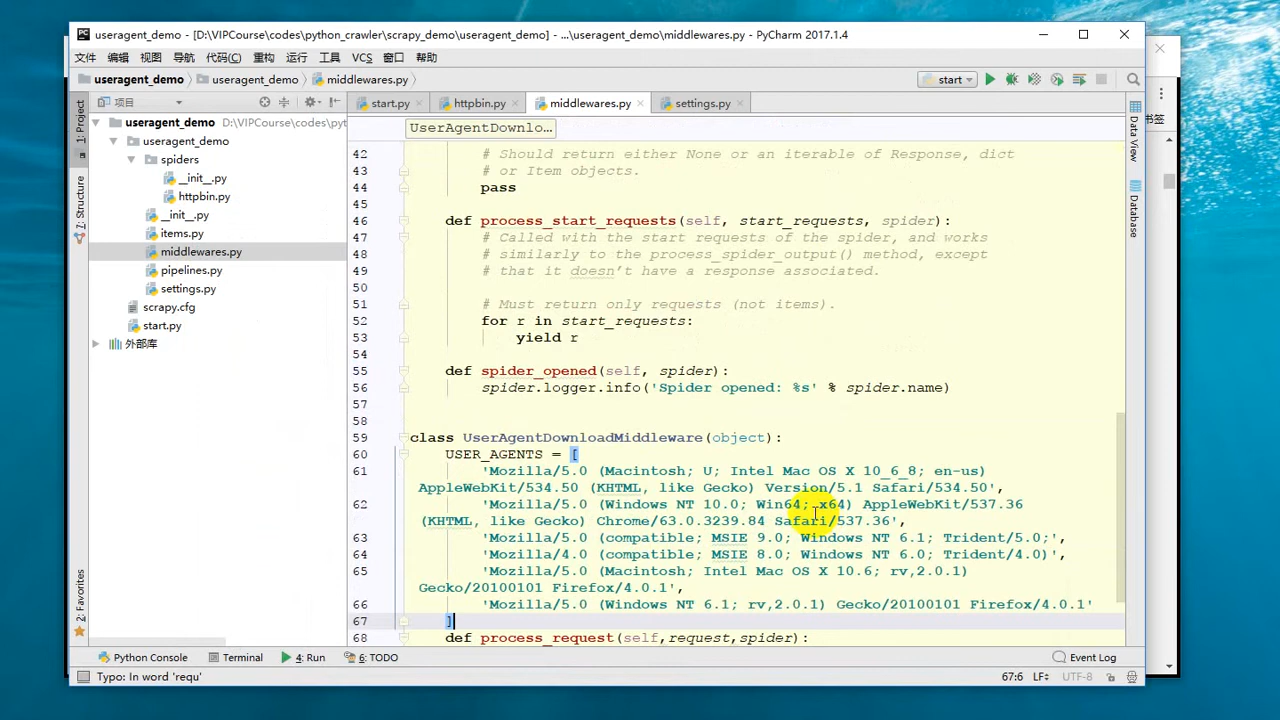 useragent_demo - [D:\VIPCourse\codes\python_crawler\scrapy_demo\useragent_demo] - ...\useragent_demo\middlewares.py - PyCharm 2017.1.4
文件 编辑 视图 导航 代码(C) 重构 运行 工具 VCS 窗口 帮助
useragent_demo useragent_demo middlewares.py start
书签
项目 start.py httpbin.py middlewares.py settings.py
1: Project
Z: Structure
2: Favorites
useragent_demo D:\VIPCourse\codes\pyt
useragent_demo
spiders
__init__.py
httpbin.py
__init__.py
items.py
middlewares.py
pipelines.py
settings.py
scrapy.cfg
start.py
外部库
UserAgentDownlo...
42 # Should return either None or an iterable of Response, dict
43 # or Item objects.
44 pass
45
46 def process_start_requests(self, start_requests, spider):
47 # Called with the start requests of the spider, and works
48 # similarly to the process_spider_output() method, except
49 # that it doesn't have a response associated.
50
51 # Must return only requests (not items).
52 for r in start_requests:
53 yield r
54
55 def spider_opened(self, spider):
56 spider.logger.info('Spider opened: %s' % spider.name)
57
58
59 class UserAgentDownloadMiddleware(object):
60 USER_AGENTS = [
61 'Mozilla/5.0 (Macintosh; U; Intel Mac OS X 10_6_8; en-us)
AppleWebKit/534.50 (KHTML, like Gecko) Version/5.1 Safari/534.50',
62 'Mozilla/5.0 (Windows NT 10.0; Win64; x64) AppleWebKit/537.36
(KHTML, like Gecko) Chrome/63.0.3239.84 Safari/537.36',
63 'Mozilla/5.0 (compatible; MSIE 9.0; Windows NT 6.1; Trident/5.0;',
64 'Mozilla/4.0 (compatible; MSIE 8.0; Windows NT 6.0; Trident/4.0)',
65 'Mozilla/5.0 (Macintosh; Intel Mac OS X 10.6; rv,2.0.1)
Gecko/20100101 Firefox/4.0.1',
66 'Mozilla/5.0 (Windows NT 6.1; rv,2.0.1) Gecko/20100101 Firefox/4.0.1'
67 ]
68 def process_request(self,request,spider):
Data View
Database
Python Console Terminal 4: Run 6: TODO Event Log
Typo: In word 'requ' 67:6 LF UTF-8